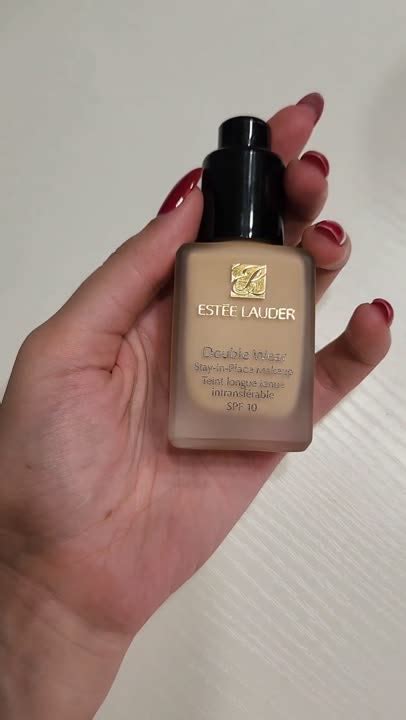 ESTĒE LAUDER
Double Wear
Stay-in-Place Makeup
Teint longue tenue
intransférable
SPF 10